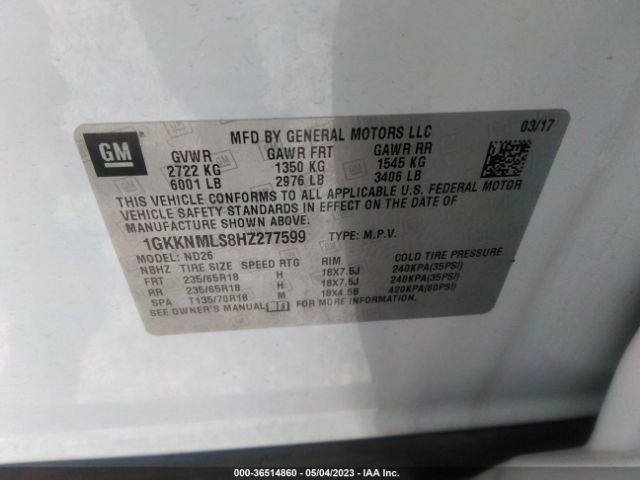 GM
MFD BY GENERAL MOTORS LLC 03/17
GVWR GAWR FRT GAWR RR
2722 KG 1350 KG 1545 KG
6001 LB 2976 LB 3406 LB
THIS VEHICLE CONFORMS TO ALL APPLICABLE U.S. FEDERAL MOTOR
VEHICLE SAFETY STANDARDS IN EFFECT ON THE DATE OF
MANUFACTURE SHOWN ABOVE.
1GKKNMLS8HZ277599 TYPE: M.P.V.
MODEL: ND26
NBHZ TIRE SIZE SPEED RTG RIM COLD TIRE PRESSURE
FRT 235/65R18 H 18X7.5J 240KPA(35PSI)
RR 235/65R18 H 18X7.5J 240KPA(35PSI)
SPA T135/70R18 M 18X4.5B 420KPA(60PSI)
SEE OWNER'S MANUAL FOR MORE INFORMATION.
000-36514860 - 05/04/2023 - IAA Inc.